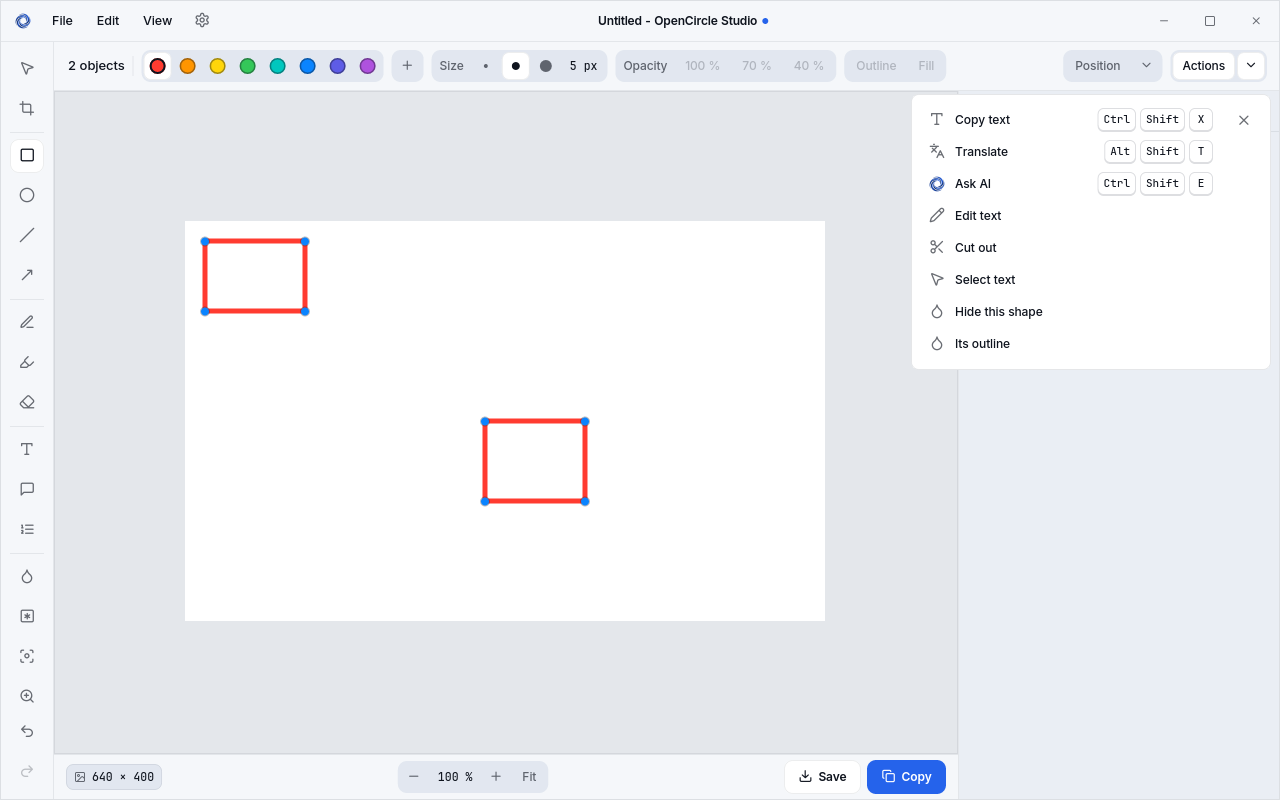 File Edit View Untitled - OpenCircle Studio
2 objects Size 5 px Opacity 100 % 70 % 40 % Outline Fill Position Actions
Copy text Ctrl Shift X
Translate Alt Shift T
Ask AI Ctrl Shift E
Edit text
Cut out
Select text
Hide this shape
Its outline
640 × 400 100 % Fit Save Copy